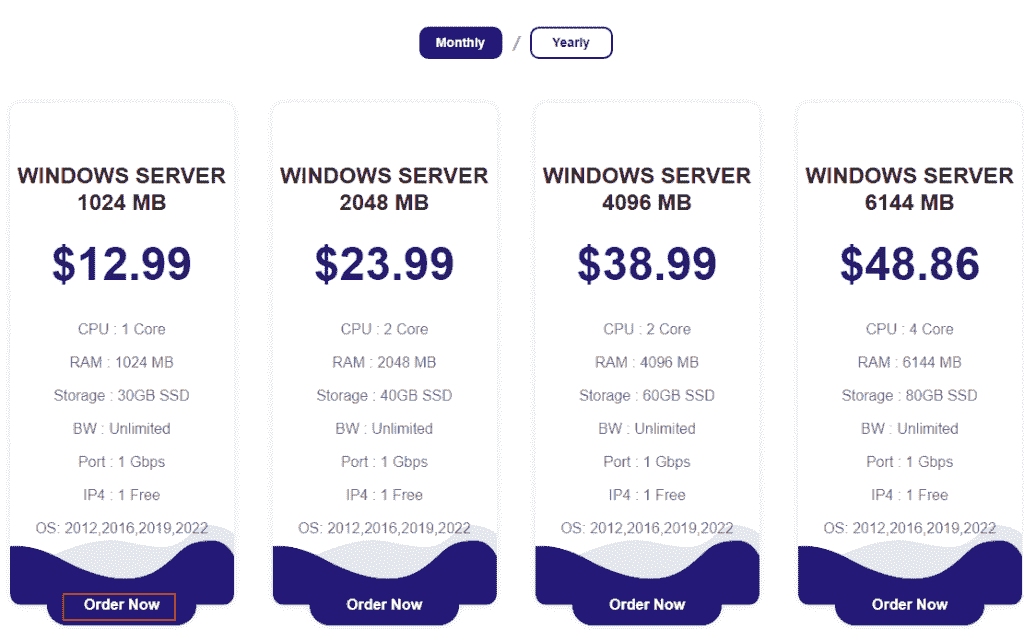 Monthly / Yearly
WINDOWS SERVER
1024 MB
$12.99
CPU : 1 Core
RAM : 1024 MB
Storage : 30GB SSD
BW : Unlimited
Port : 1 Gbps
IP4 : 1 Free
OS: 2012,2016,2019,2022
Order Now
WINDOWS SERVER
2048 MB
$23.99
CPU : 2 Core
RAM : 2048 MB
Storage : 40GB SSD
BW : Unlimited
Port : 1 Gbps
IP4 : 1 Free
OS: 2012,2016,2019,2022
Order Now
WINDOWS SERVER
4096 MB
$38.99
CPU : 2 Core
RAM : 4096 MB
Storage : 60GB SSD
BW : Unlimited
Port : 1 Gbps
IP4 : 1 Free
OS: 2012,2016,2019,2022
Order Now
WINDOWS SERVER
6144 MB
$48.86
CPU : 4 Core
RAM : 6144 MB
Storage : 80GB SSD
BW : Unlimited
Port : 1 Gbps
IP4 : 1 Free
OS: 2012,2016,2019,2022
Order Now